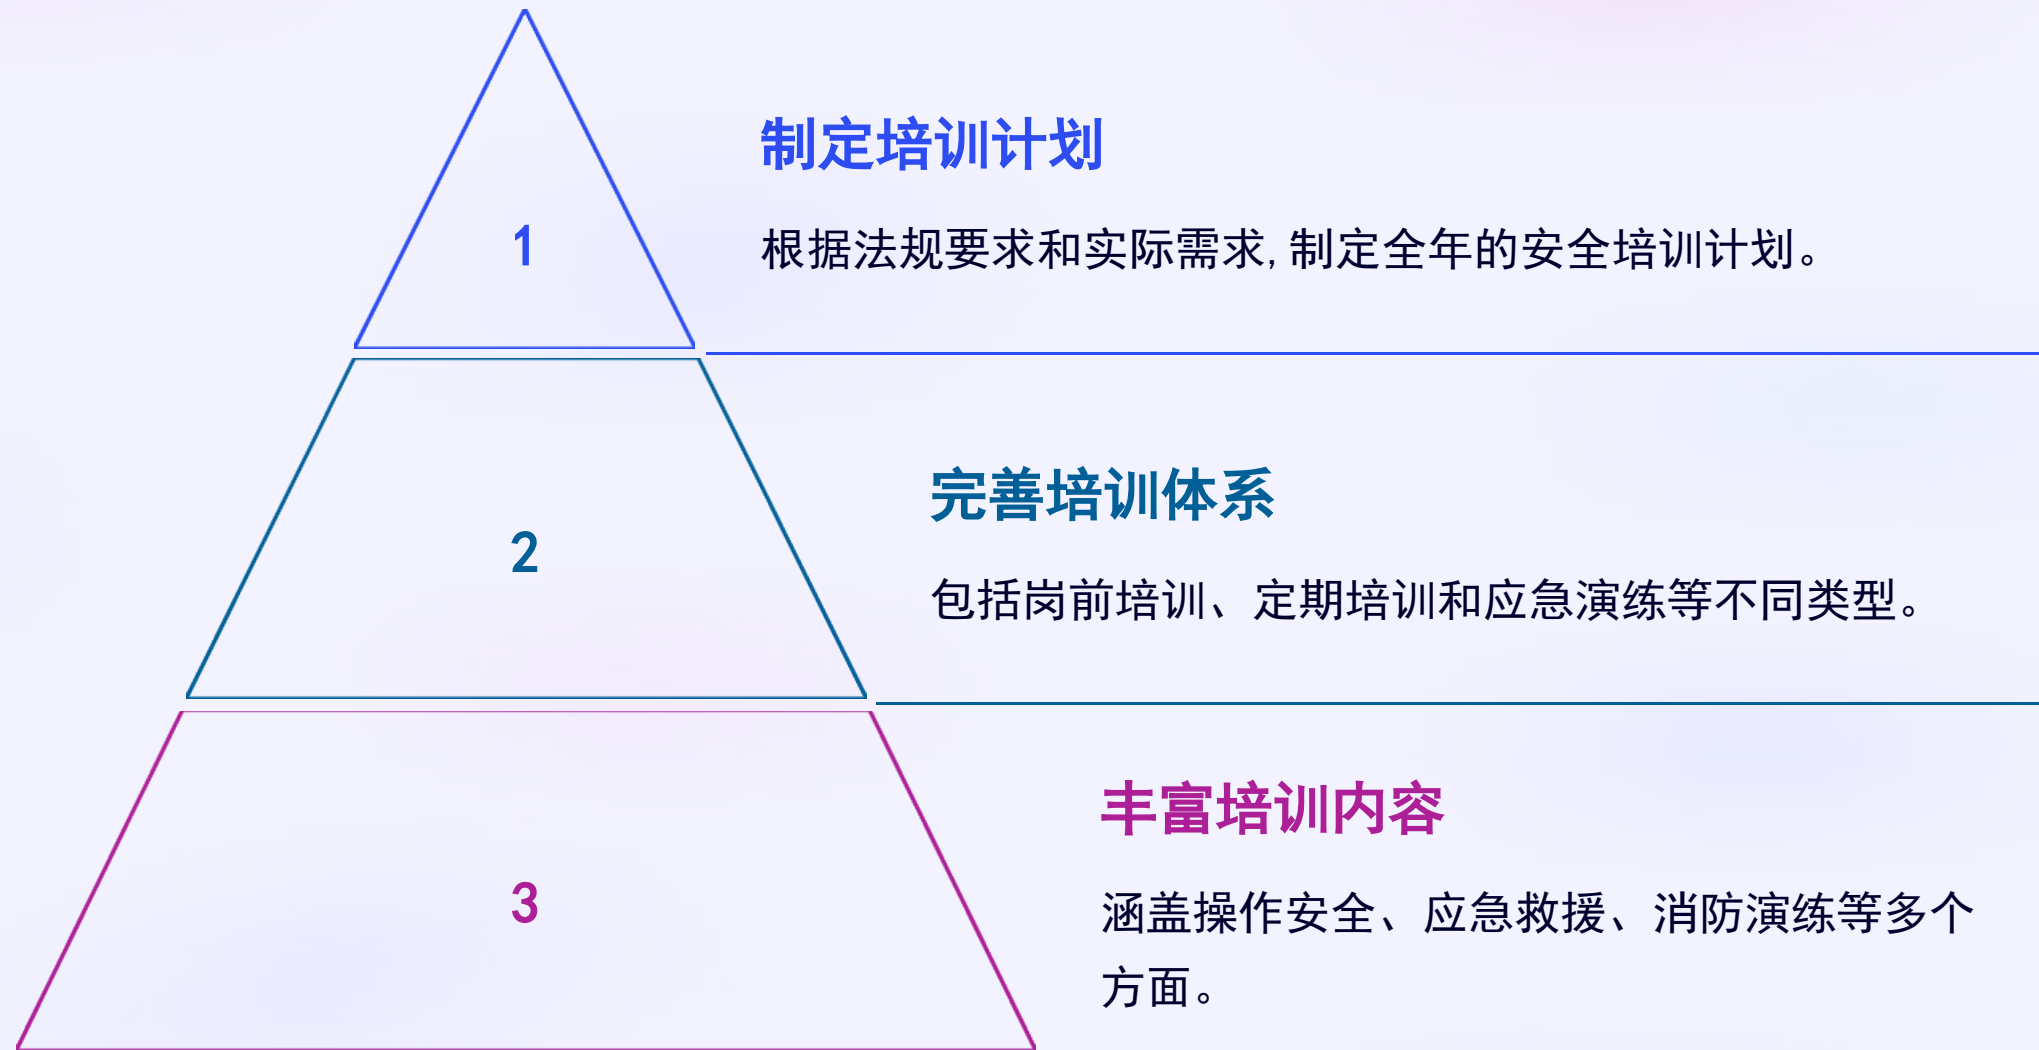 1
制定培训计划
根据法规要求和实际需求,制定全年的安全培训计划。
2
完善培训体系
包括岗前培训、定期培训和应急演练等不同类型。
3
丰富培训内容
涵盖操作安全、应急救援、消防演练等多个
方面。